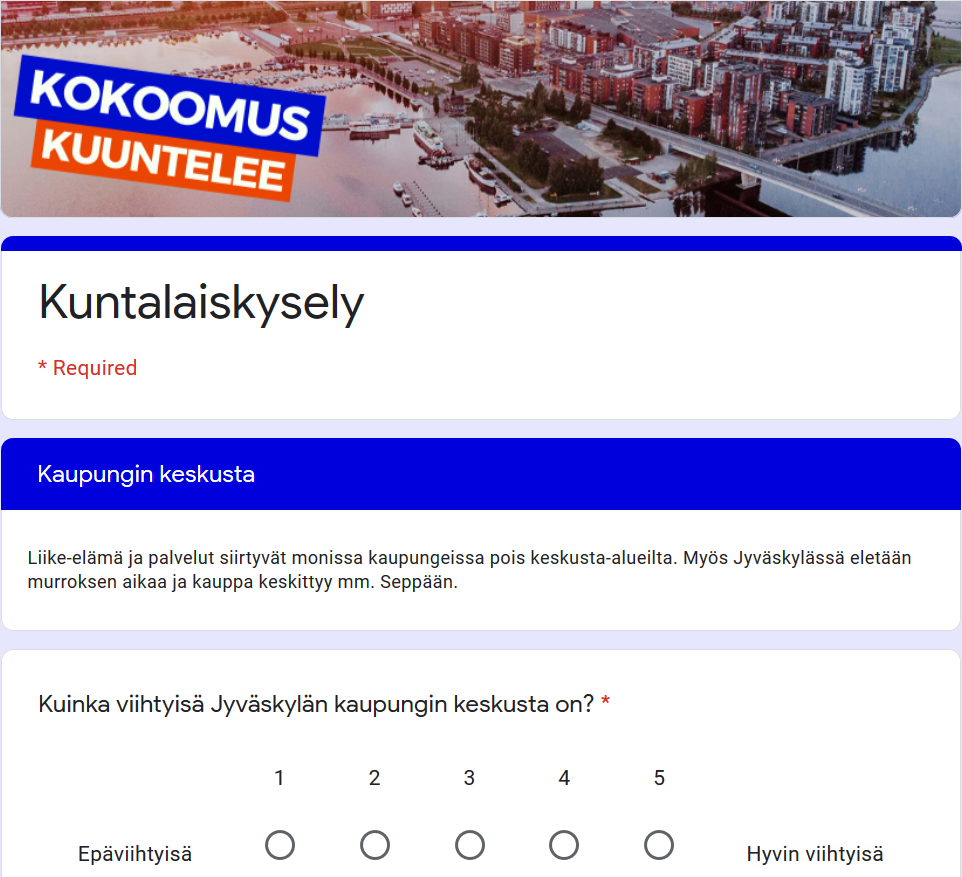 KOKOOMUS
KUUNTELEE
Kuntalaiskysely
* Required
Kaupungin keskusta
Liike-elämä ja palvelut siirtyvät monissa kaupungeissa pois keskusta-alueilta. Myös Jyväskylässä eletään
murroksen aikaa ja kauppa keskittyy mm. Seppään.
Kuinka viihtyisä Jyväskylän kaupungin keskusta on? *
1 2 3 4 5
Epäviihtyisä Hyvin viihtyisä